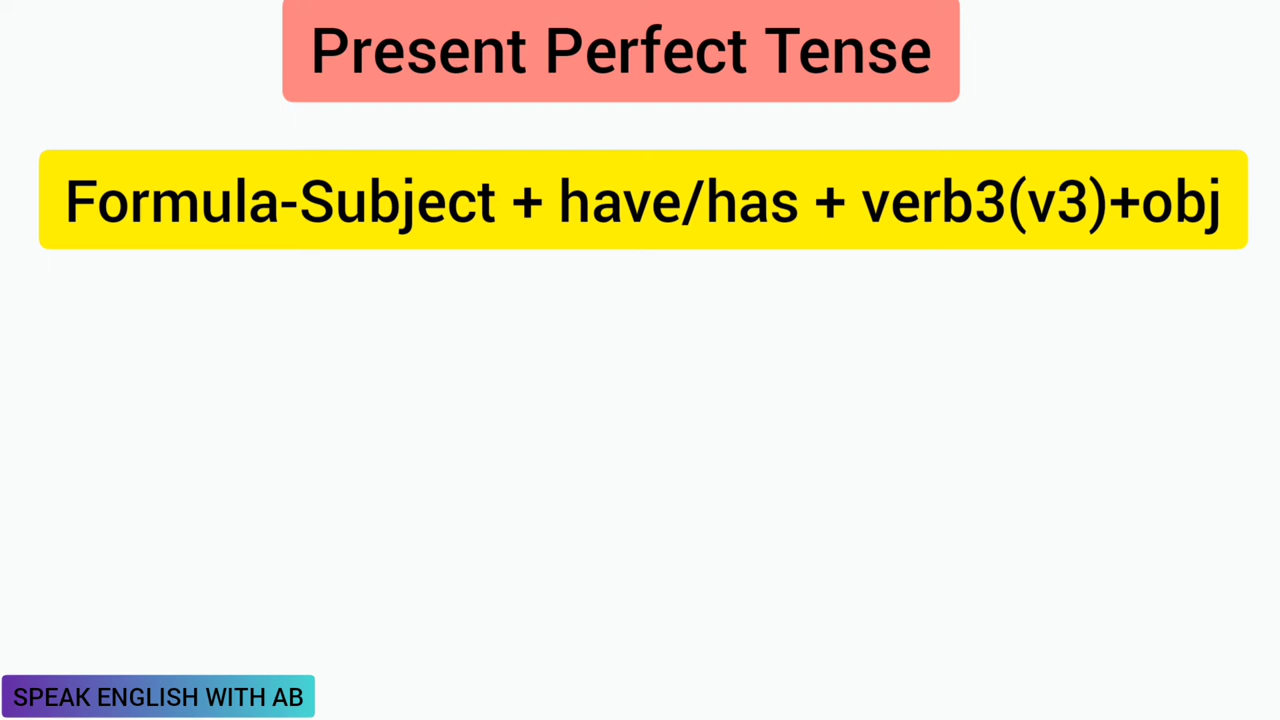 Present Perfect Tense
Formula-Subject + have/has + verb3(v3)+obj
SPEAK ENGLISH WITH AB